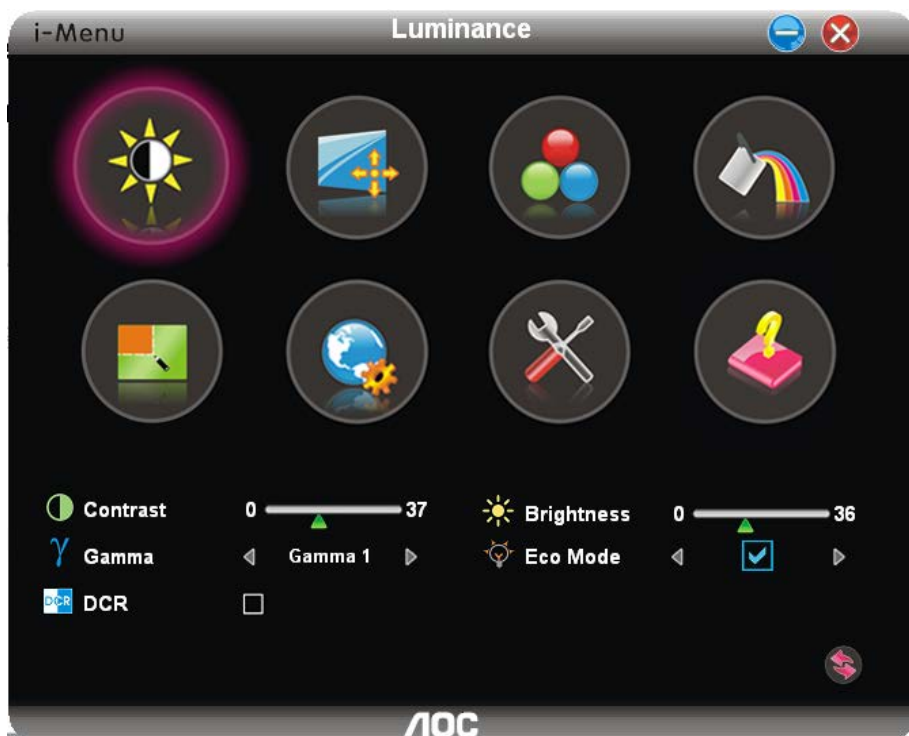 i-Menu
Luminance
Contrast 0 37
Brightness 0 36
γ Gamma Gamma 1
Eco Mode
DCR DCR
AOC